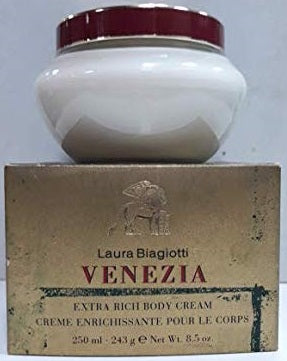 Laura Biagiotti
VENEZIA
EXTRA RICH BODY CREAM
CREME ENRICHISSANTE POUR LE CORPS
250 ml - 243 g e Net Wt. 8.5 oz.